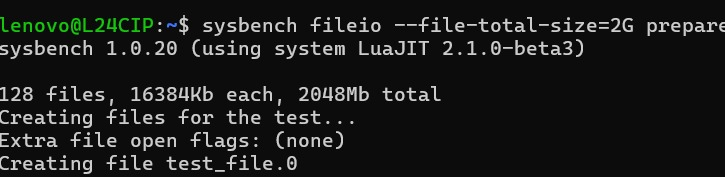 lenovo@L24CIP:~$ sysbench fileio --file-total-size=2G prepare
sysbench 1.0.20 (using system LuaJIT 2.1.0-beta3)
128 files, 16384Kb each, 2048Mb total
Creating files for the test...
Extra file open flags: (none)
Creating file test_file.0